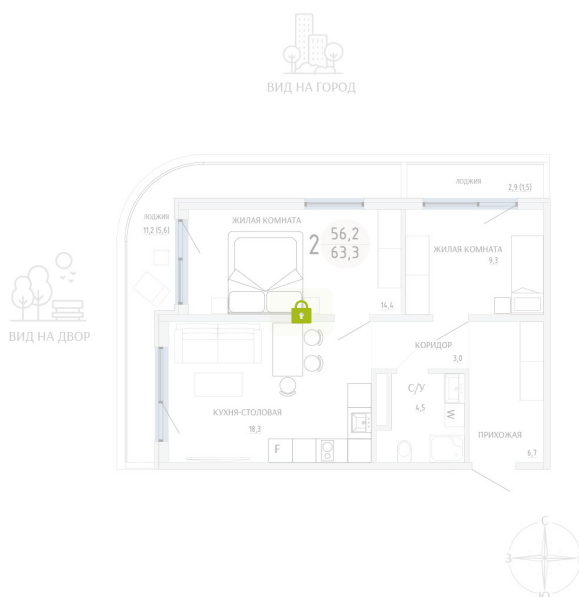 ВИД НА ГОРОД
ЛОДЖИЯ
2,9 (1,5)
ЛОДЖИЯ
11,2 (5,6)
ЖИЛАЯ КОМНАТА
2
56,2
63,3
14,4
ЖИЛАЯ КОМНАТА
9,3
ВИД НА ДВОР
КОРИДОР
3,0
КУХНЯ-СТОЛОВАЯ
18,3
F
С/У
4,5
W
ПРИХОЖАЯ
6,7
С
З
Ю